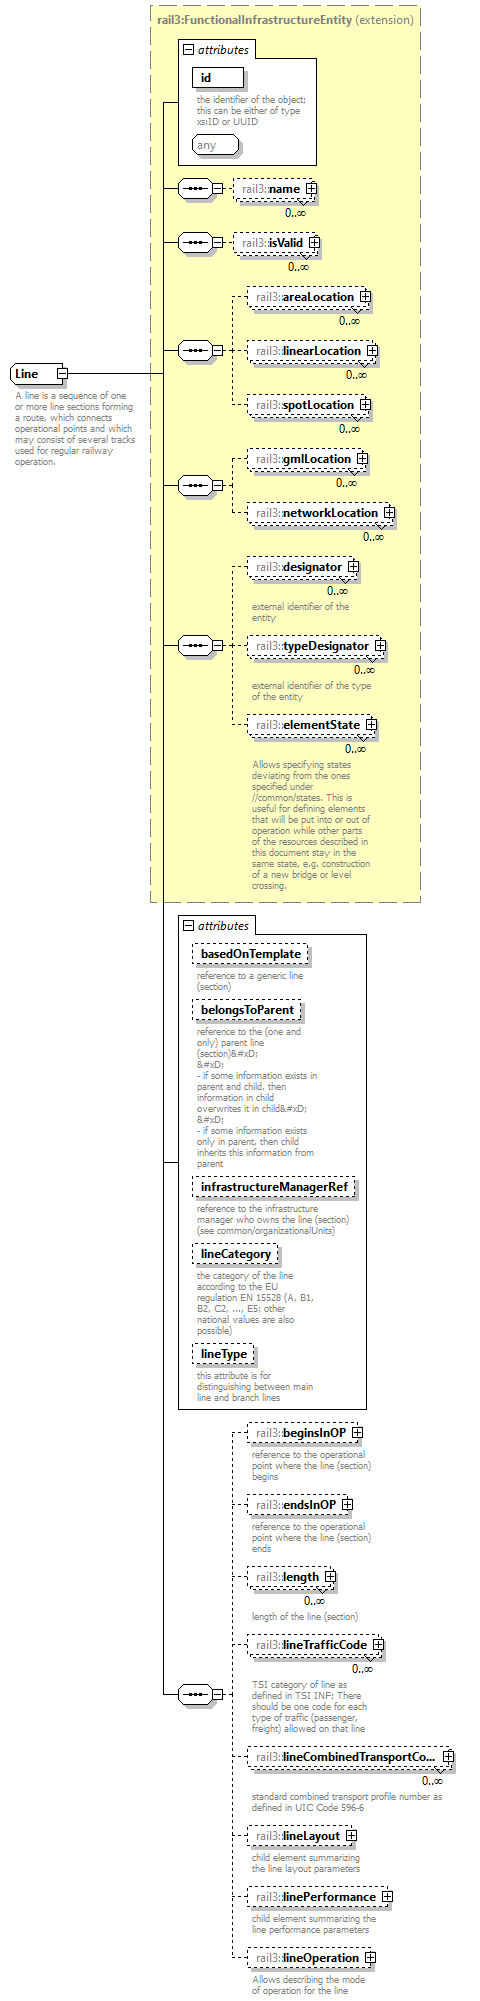 rail3:FunctionalInfrastructureEntity (extension)
attributes
id
the identifier of the object;
this can be either of type
xs:ID or UUID
any
rail3:name
0..∞
rail3:isValid
0..∞
rail3:areaLocation
0..∞
rail3:linearLocation
0..∞
rail3:spotLocation
0..∞
Line
A line is a sequence of one
or more line sections forming
a route, which connects
operational points and which
may consist of several tracks
used for regular railway
operation.
rail3:gmlLocation
0..∞
rail3:networkLocation
0..∞
rail3:designator
0..∞
external identifier of the
entity
rail3:typeDesignator
0..∞
external identifier of the type
of the entity
rail3:elementState
0..∞
Allows specifying states
deviating from the ones
specified under
//common/states. This is
useful for defining elements
that will be put into or out of
operation while other parts
of the resources described in
this document stay in the
same state, e.g. construction
of a new bridge or level
crossing.
attributes
basedOnTemplate
reference to a generic line
(section)
belongsToParent
reference to the (one and
only) parent line
(section)&#xD;
&#xD;
- if some information exists in
parent and child, then
information in child
overwrites it in child&#xD;
&#xD;
- if some information exists
only in parent, then child
inherits this information from
parent
infrastructureManagerRef
reference to the infrastructure
manager who owns the line (section)
(see common/organizationalUnits)
lineCategory
the category of the line
according to the EU
regulation EN 15528 (A, B1,
B2, C2, ..., E5; other
national values are also
possible)
lineType
this attribute is for
distinguishing between main
line and branch lines
rail3:beginsInOP
reference to the operational
point where the line (section)
begins
rail3:endsInOP
reference to the operational
point where the line (section)
ends
rail3:length
0..∞
length of the line (section)
rail3:lineTrafficCode
0..∞
TSI category of line as
defined in TSI INF; There
should be one code for each
type of traffic (passenger,
freight) allowed on that line
rail3:lineCombinedTransportCo...
0..∞
standard combined transport profile number as
defined in UIC Code 596-6
rail3:lineLayout
child element summarizing
the line layout parameters
rail3:linePerformance
child element summarizing the
line performance parameters
rail3:lineOperation
Allows describing the mode
of operation for the line